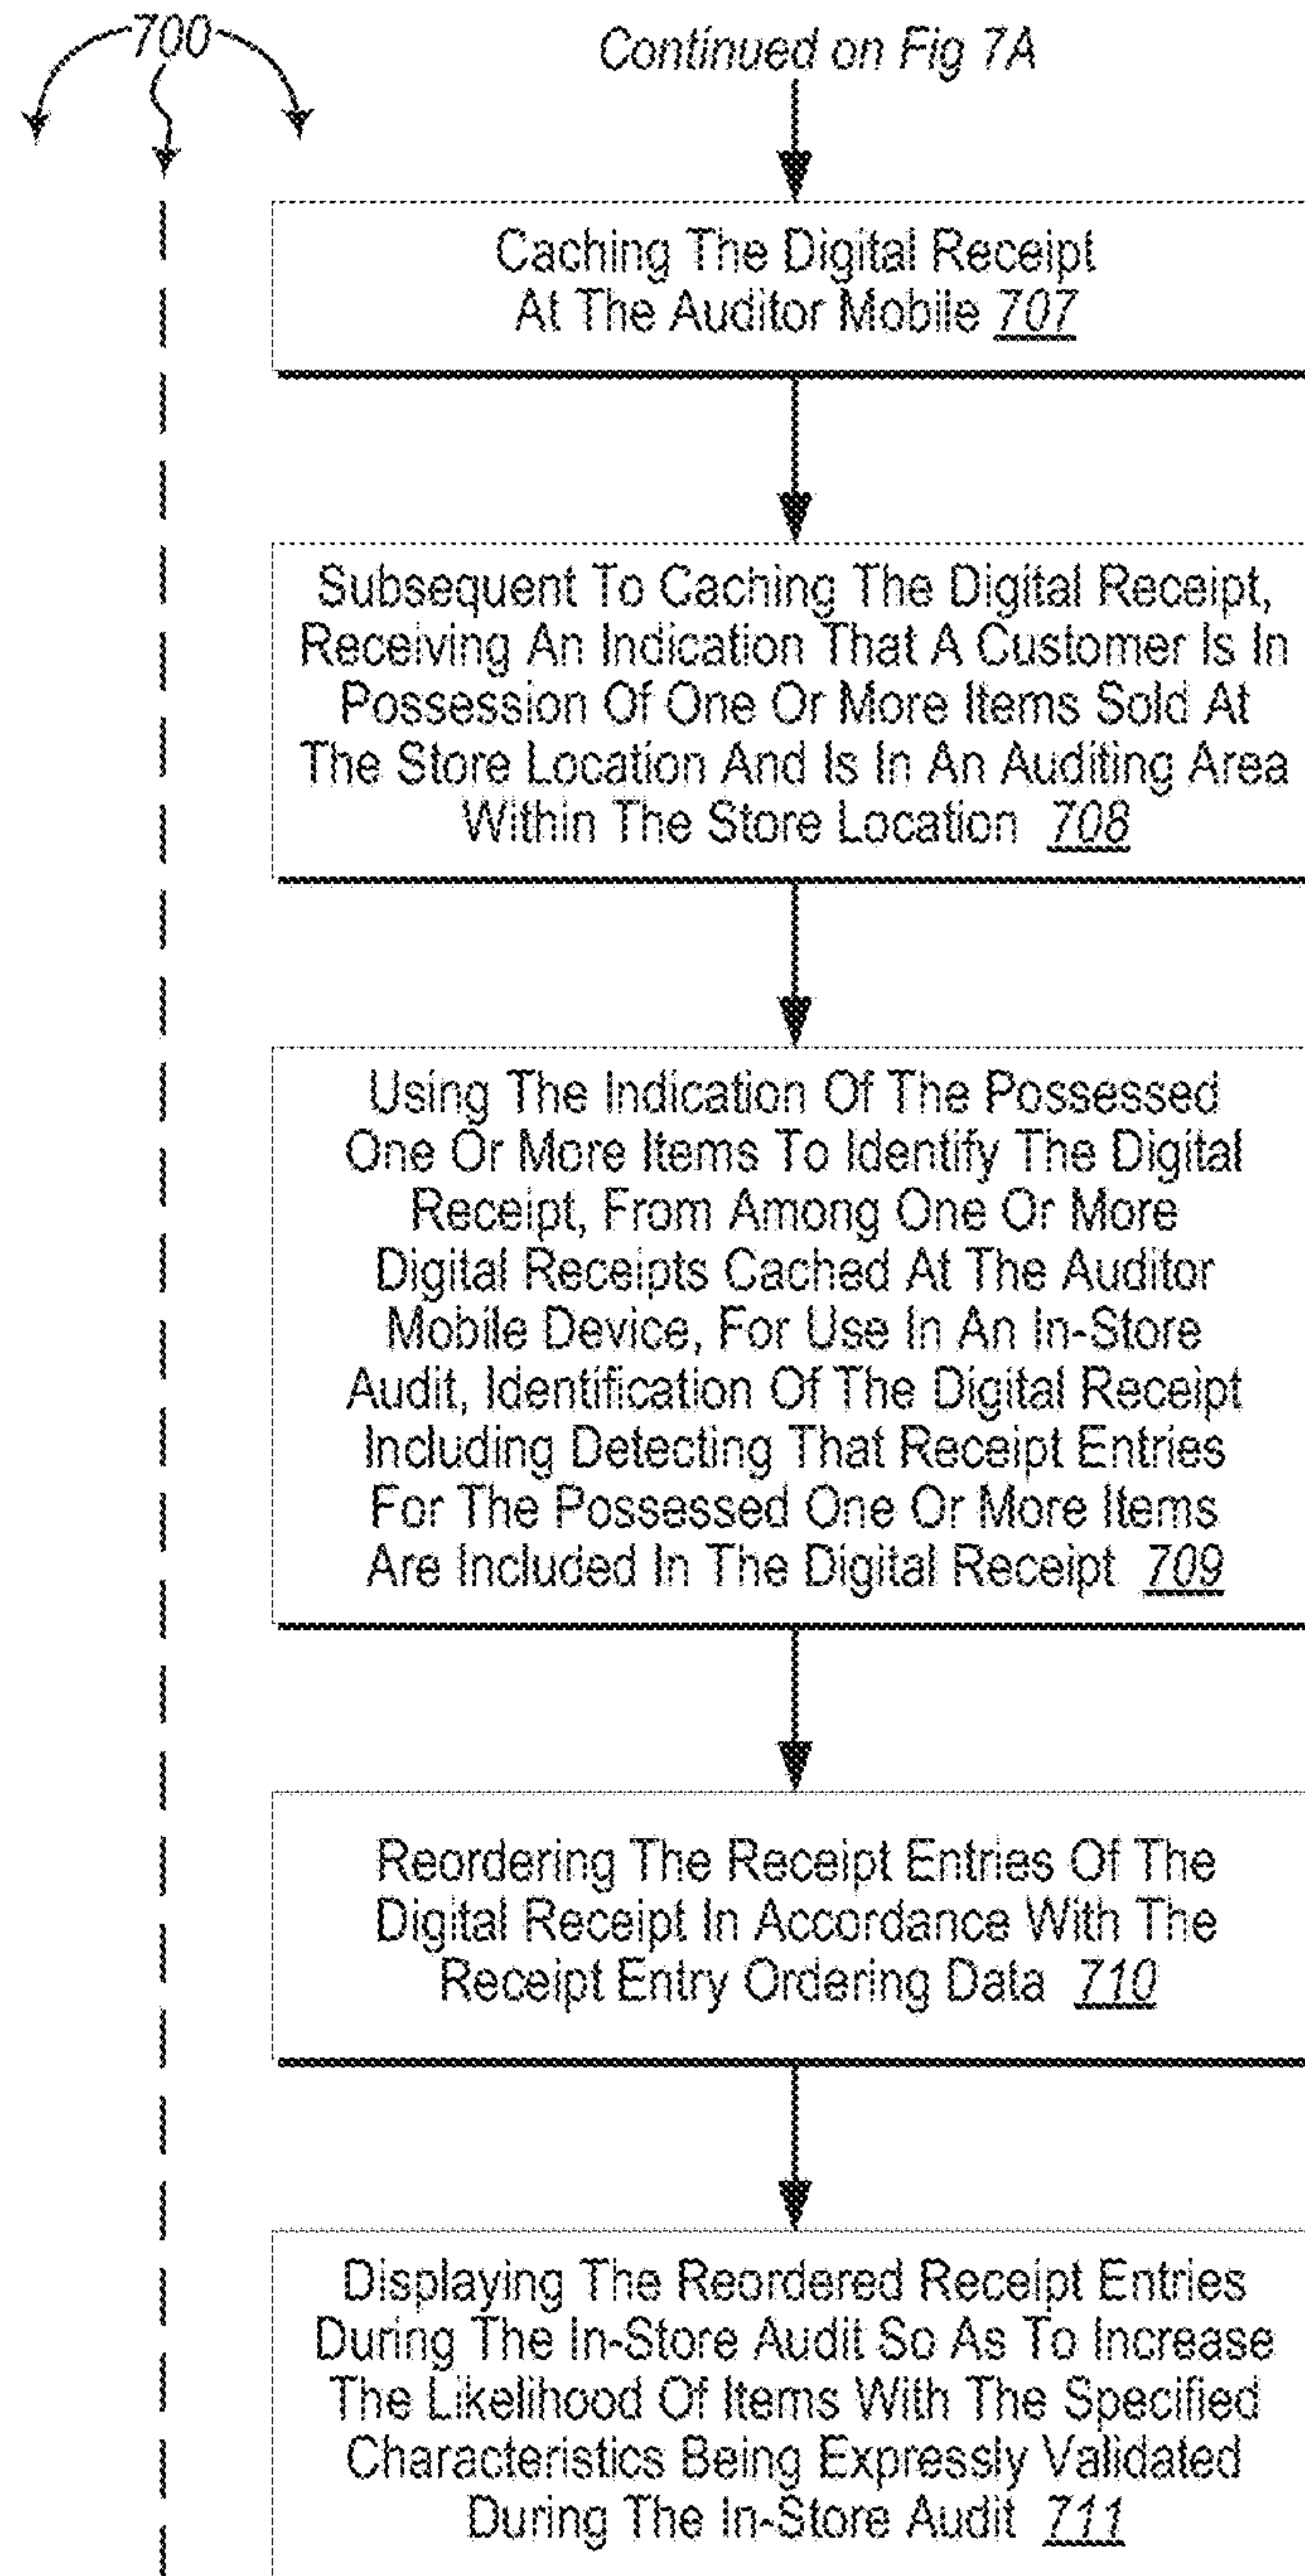 700
Continued on Fig 7A
Caching The Digital Receipt
At The Auditor Mobile 707
Subsequent To Caching The Digital Receipt,
Receiving An Indication That A Customer Is In
Possession Of One Or More Items Sold At
The Store Location And Is In An Auditing Area
Within The Store Location 708
Using The Indication Of The Possessed
One Or More Items To Identify The Digital
Receipt, From Among One Or More
Digital Receipts Cached At The Auditor
Mobile Device, For Use In An In-Store
Audit, Identification Of The Digital Receipt
Including Detecting That Receipt Entries
For The Possessed One Or More Items
Are Included In The Digital Receipt 709
Reordering The Receipt Entries Of The
Digital Receipt In Accordance With The
Receipt Entry Ordering Data 710
Displaying The Reordered Receipt Entries
During The In-Store Audit So As To Increase
The Likelihood Of Items With The Specified
Characteristics Being Expressly Validated
During The In-Store Audit 711